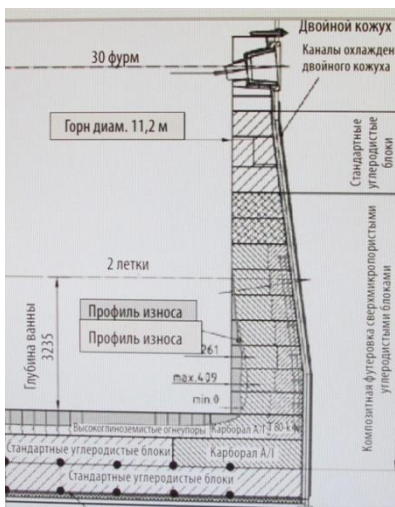 Двойной кожух
Каналы охлажден
двойного кожуха
30 фурм
Горн диам. 11,2 м
Стандартные
углеродистые
блоки
2 летки
Глубина ванны
3235
Профиль износа
Профиль износа
261
max.409
min.0
Композитная футеровка сверхмикропористыми
углеродистыми блоками
Высокоглиноземистые огнеупоры
Карборал А/І
Стандартные углеродистые блоки
Карборал А/І
Стандартные углеродистые блоки